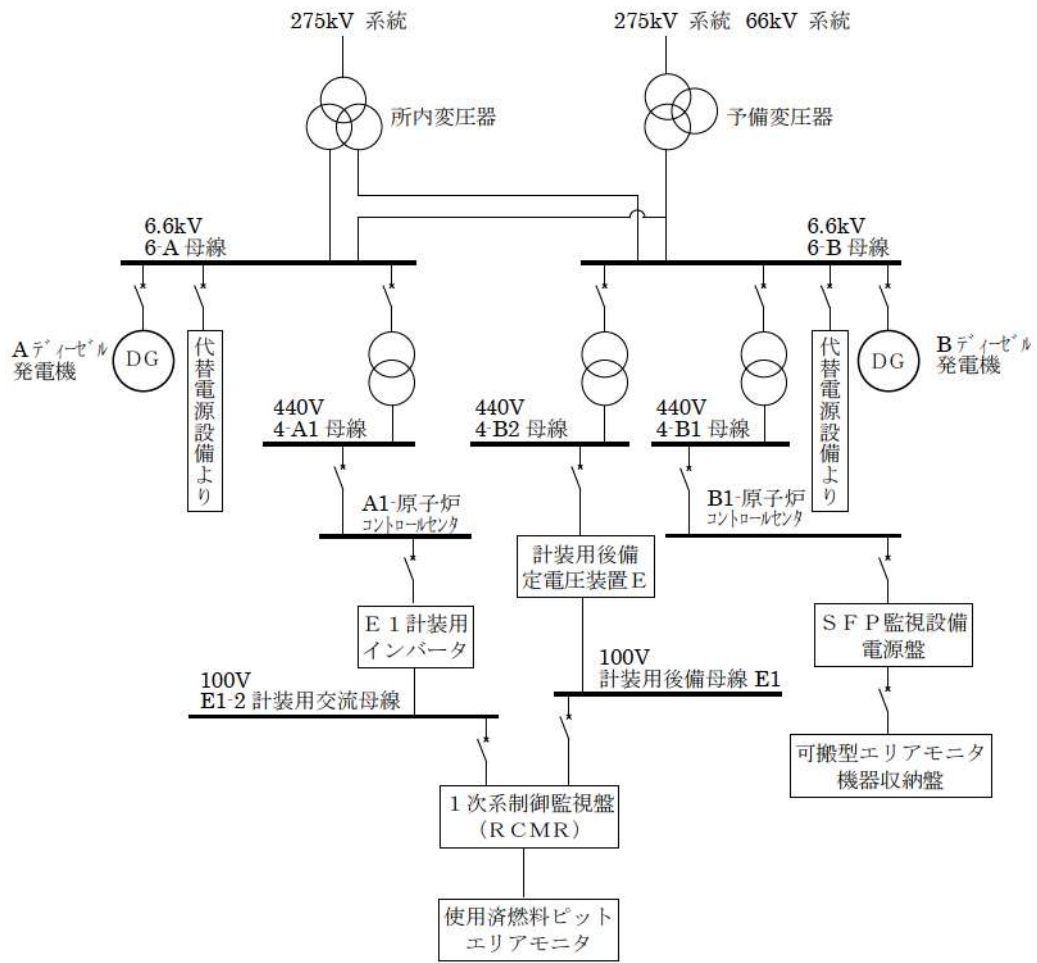 275kV 系統
275kV 系統 66kV 系統
所内変圧器
予備変圧器
6.6kV
6-A 母線
6.6kV
6-B 母線
Aディーゼル
発電機
DG
代替電源設備より
代替電源設備より
DG
Bディーゼル
発電機
440V
4-A1 母線
440V
4-B2 母線
440V
4-B1 母線
A1-原子炉
コントロールセンタ
B1-原子炉
コントロールセンタ
計装用後備
定電圧装置E
E1計装用
インバータ
SFP監視設備
電源盤
100V
E1-2 計装用交流母線
100V
計装用後備母線 E1
可搬型エリアモニタ
機器収納盤
1次系制御監視盤
(RCMR)
使用済燃料ピット
エリアモニタ